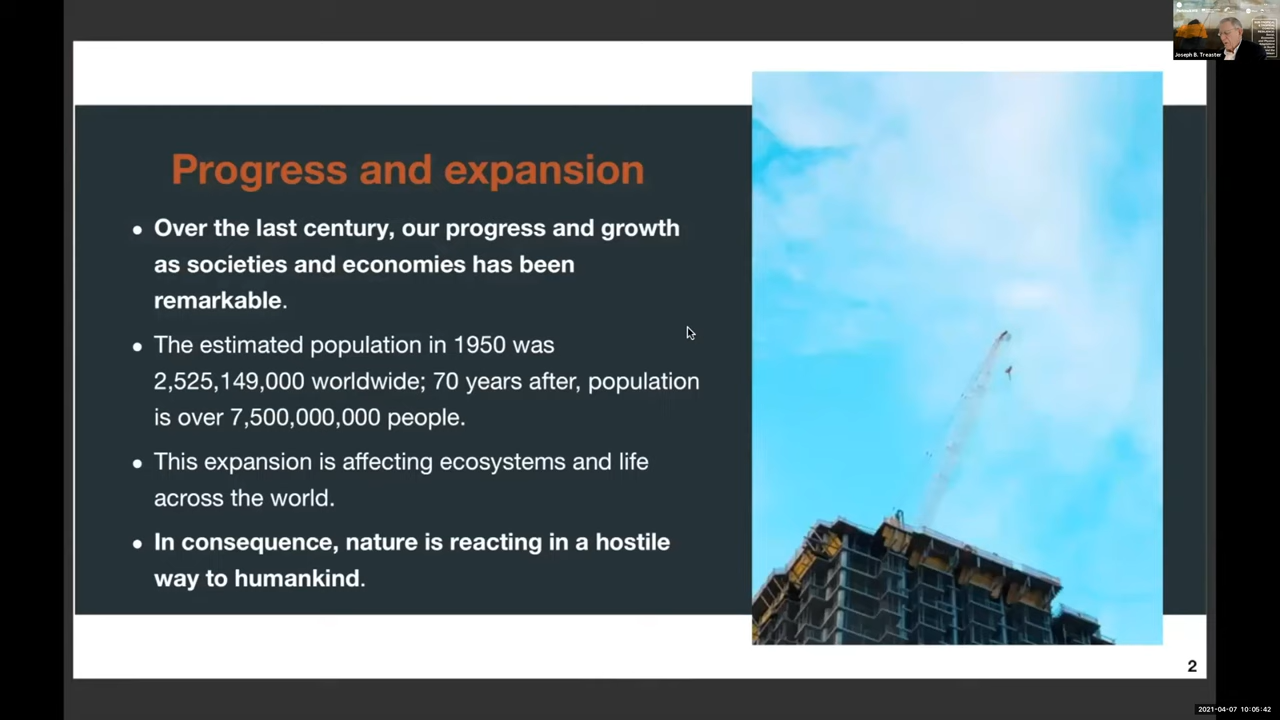 Progress and expansion
• Over the last century, our progress and growth
as societies and economies has been
remarkable.
• The estimated population in 1950 was
2,525,149,000 worldwide; 70 years after, population
is over 7,500,000,000 people.
• This expansion is affecting ecosystems and life
across the world.
• In consequence, nature is reacting in a hostile
way to humankind.
2
Joseph B. Treaster
2021-04-07 10:05:42